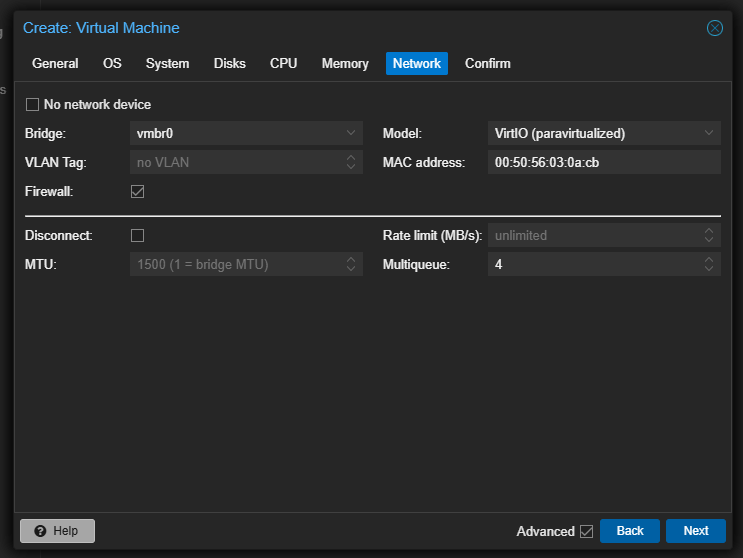 Create: Virtual Machine
General OS System Disks CPU Memory Network Confirm
No network device
Bridge: vmbr0 Model: VirtIO (paravirtualized)
VLAN Tag: no VLAN MAC address: 00:50:56:03:0a:cb
Firewall:
Disconnect: Rate limit (MB/s): unlimited
MTU: 1500 (1 = bridge MTU) Multiqueue: 4
Help Advanced Back Next